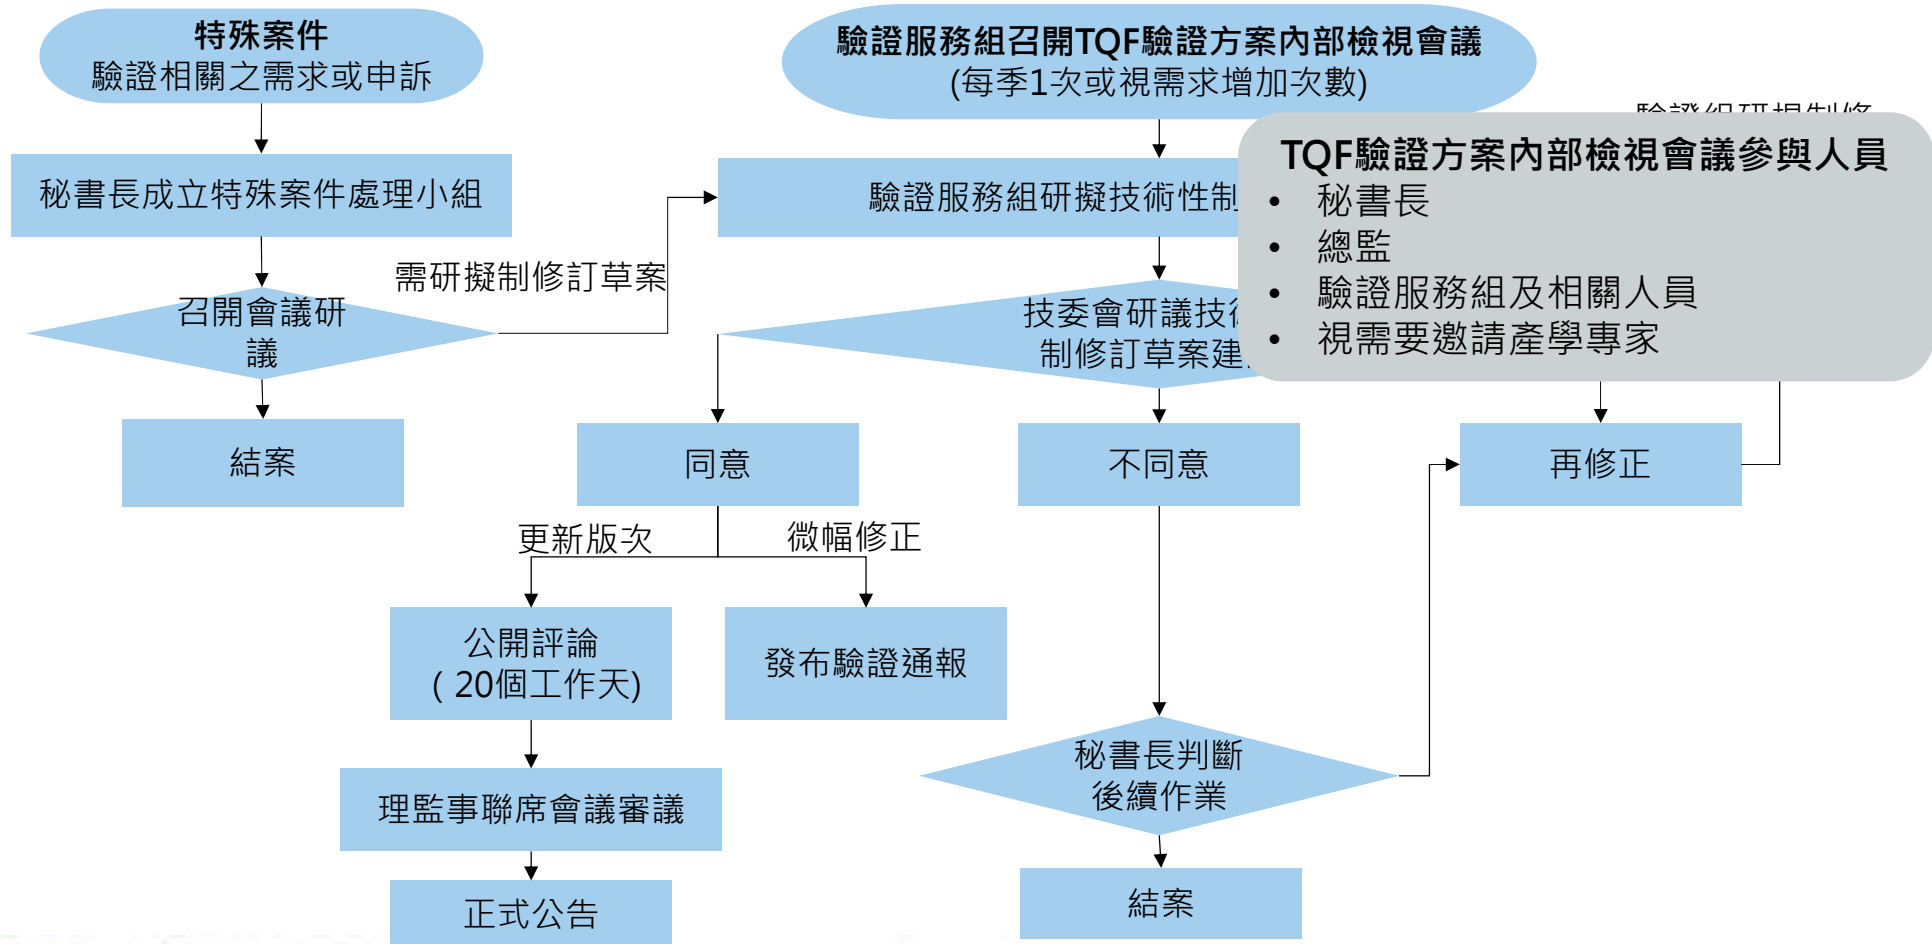 特殊案件
驗證相關之需求或申訴
驗證服務組召開TQF驗證方案內部檢視會議
(每季1次或視需求增加次數)
TQF驗證方案內部檢視會議參與人員
• 秘書長
• 總監
• 驗證服務組及相關人員
• 視需要邀請產學專家
秘書長成立特殊案件處理小組
驗證服務組研擬技術性制
需研擬制修訂草案
召開會議研
議
技委會研議技
制修訂草案建
結案
同意
不同意
再修正
更新版次
微幅修正
公開評論
( 20個工作天)
發布驗證通報
秘書長判斷
後續作業
理監事聯席會議審議
正式公告
結案